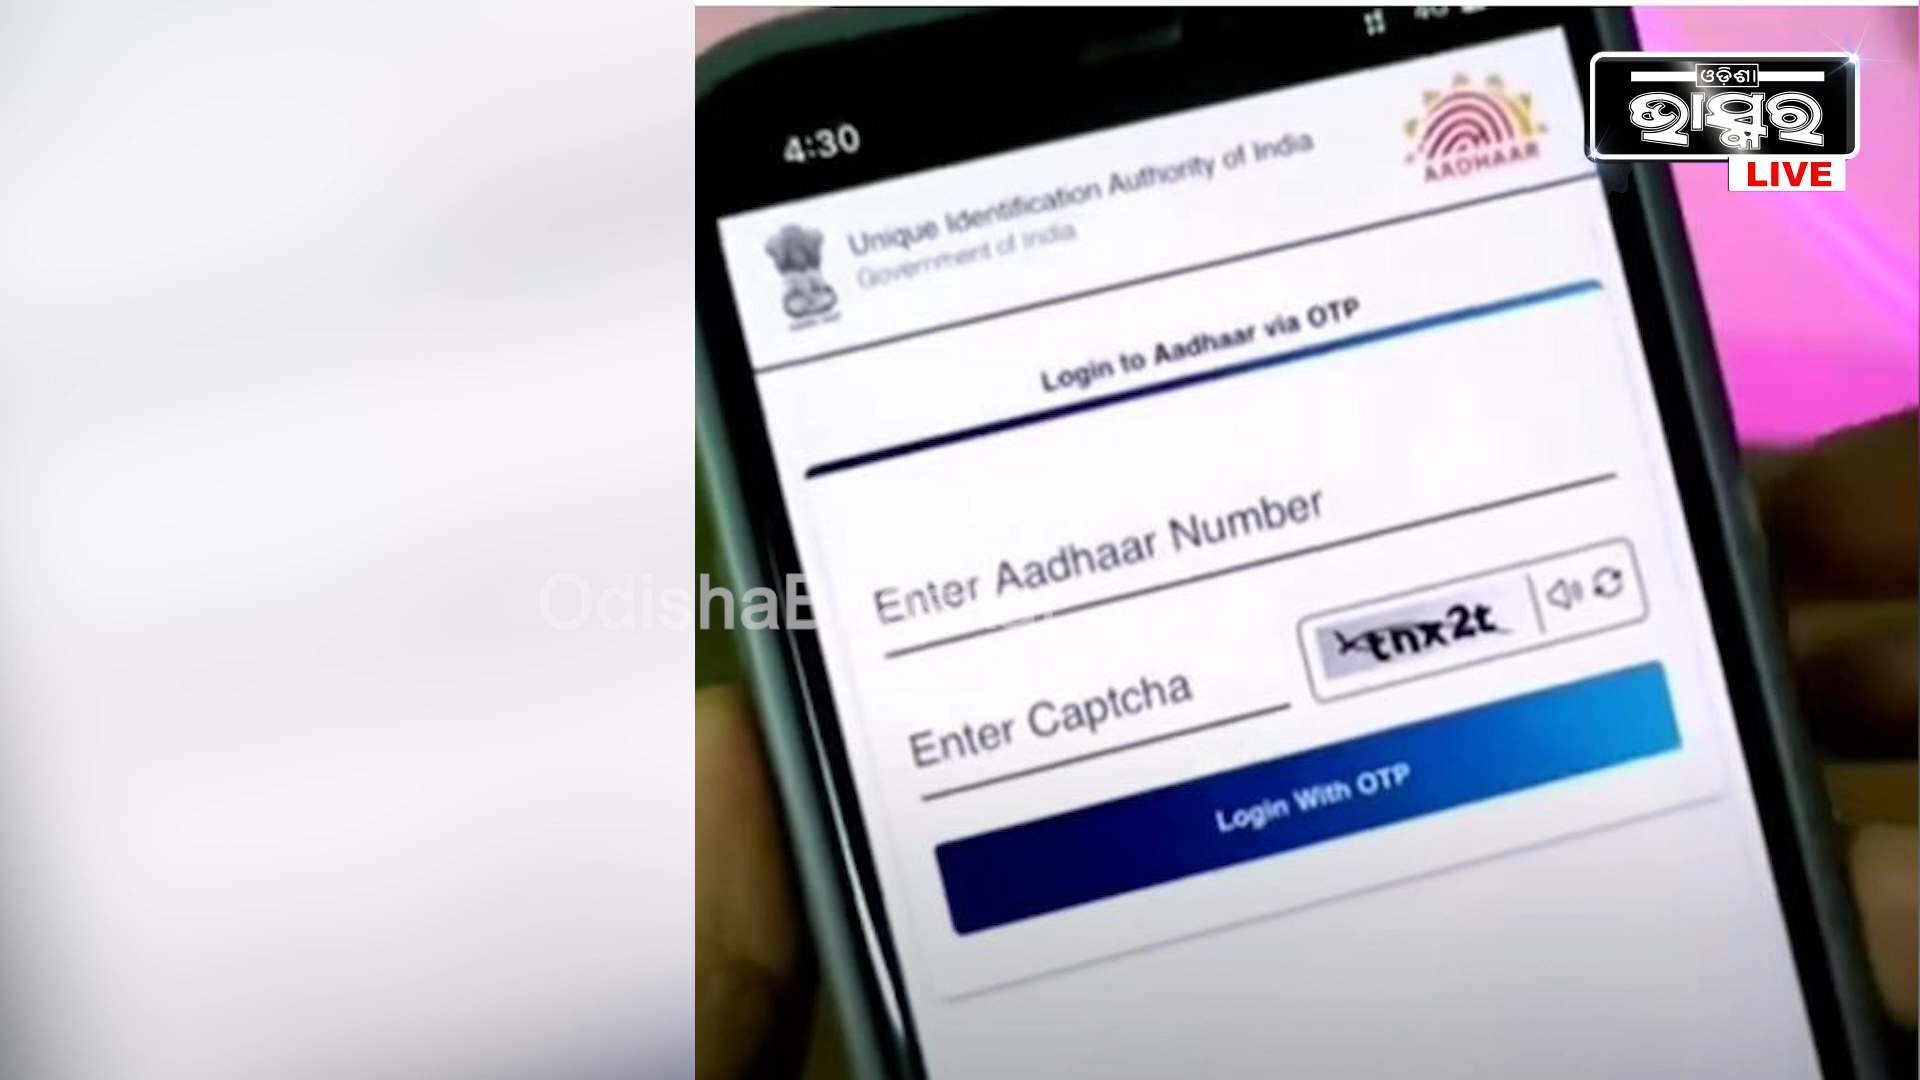 4:30
4G
Unique Identification Authority of India
Government of India
AADHAAR
ଓଡ଼ିଶା
ଭାସ୍କର
LIVE
Login to Aadhaar via OTP
Enter Aadhaar Number
OdishaB
tnx2t
Enter Captcha
Login With OTP